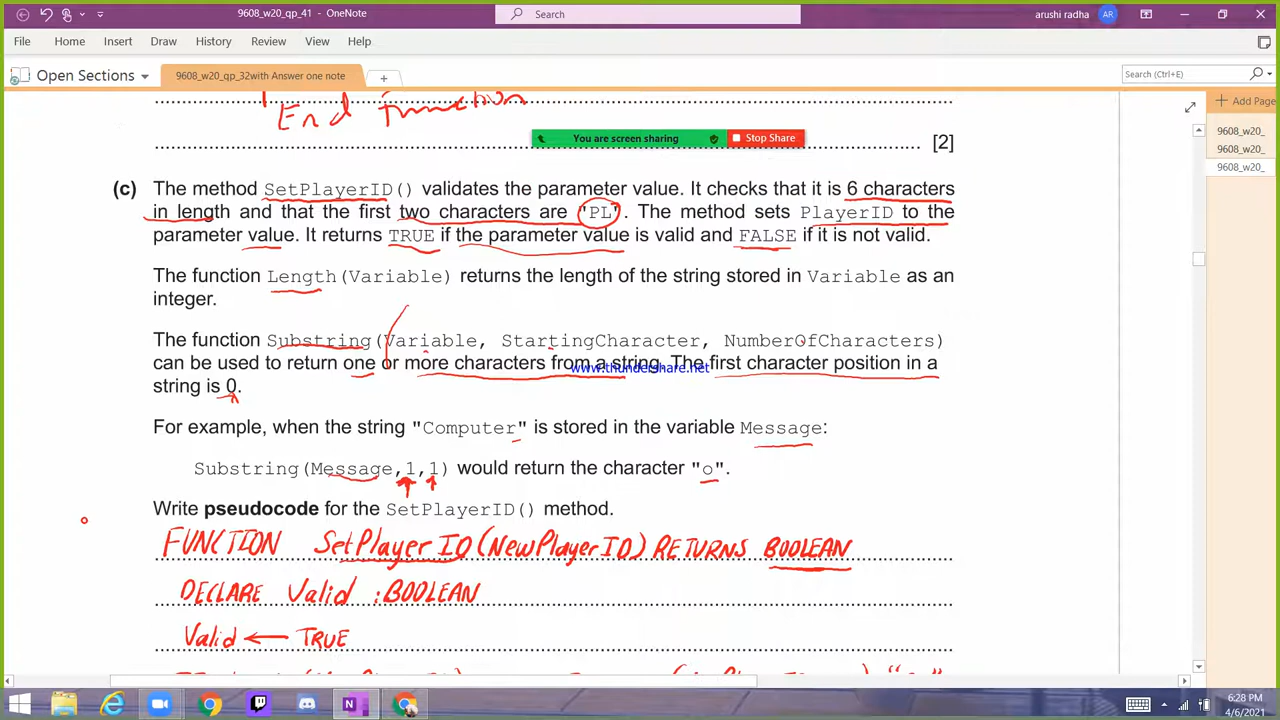 9608_w20_qp_41 - OneNote
Search
arushi radha
AR
File Home Insert Draw History Review View Help
Open Sections
9608_w20_qp_32with Answer one note
+
Search (Ctrl+E)
Add Page
9608_w20_
9608_w20_
9608_w20_
End function
You are screen sharing
Stop Share
[2]
(c) The method SetPlayerID() validates the parameter value. It checks that it is 6 characters
in length and that the first two characters are "PL". The method sets PlayerID to the
parameter value. It returns TRUE if the parameter value is valid and FALSE if it is not valid.
The function Length(Variable) returns the length of the string stored in Variable as an
integer.
The function Substring(Variable, StartingCharacter, NumberOfCharacters)
can be used to return one or more characters from a string. The first character position in a
www.thundershare.net
string is 0.
For example, when the string "Computer" is stored in the variable Message:
Substring(Message,1,1) would return the character "o".
Write pseudocode for the SetPlayerID() method.
FUNCTION SetPlayerID(NewPlayerID) RETURNS BOOLEAN
DECLARE Valid :BOOLEAN
Valid ← TRUE
6:28 PM
4/6/2021